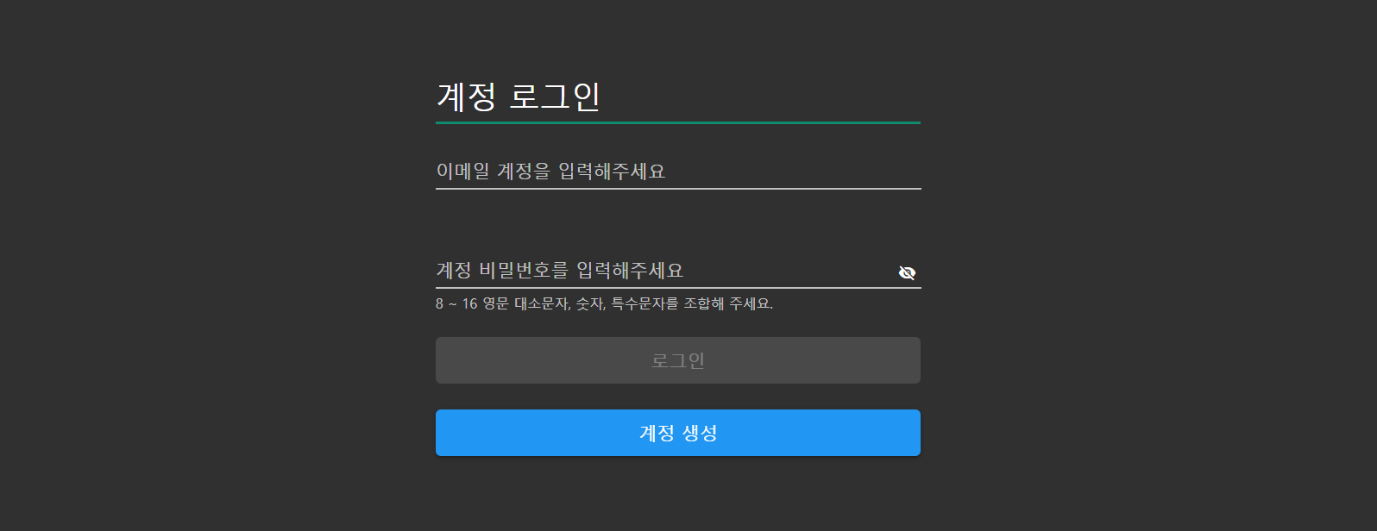 계정 로그인
이메일 계정을 입력해주세요
계정 비밀번호를 입력해주세요
8 ~ 16 영문 대소문자, 숫자, 특수문자를 조합해 주세요.
로그인
계정 생성